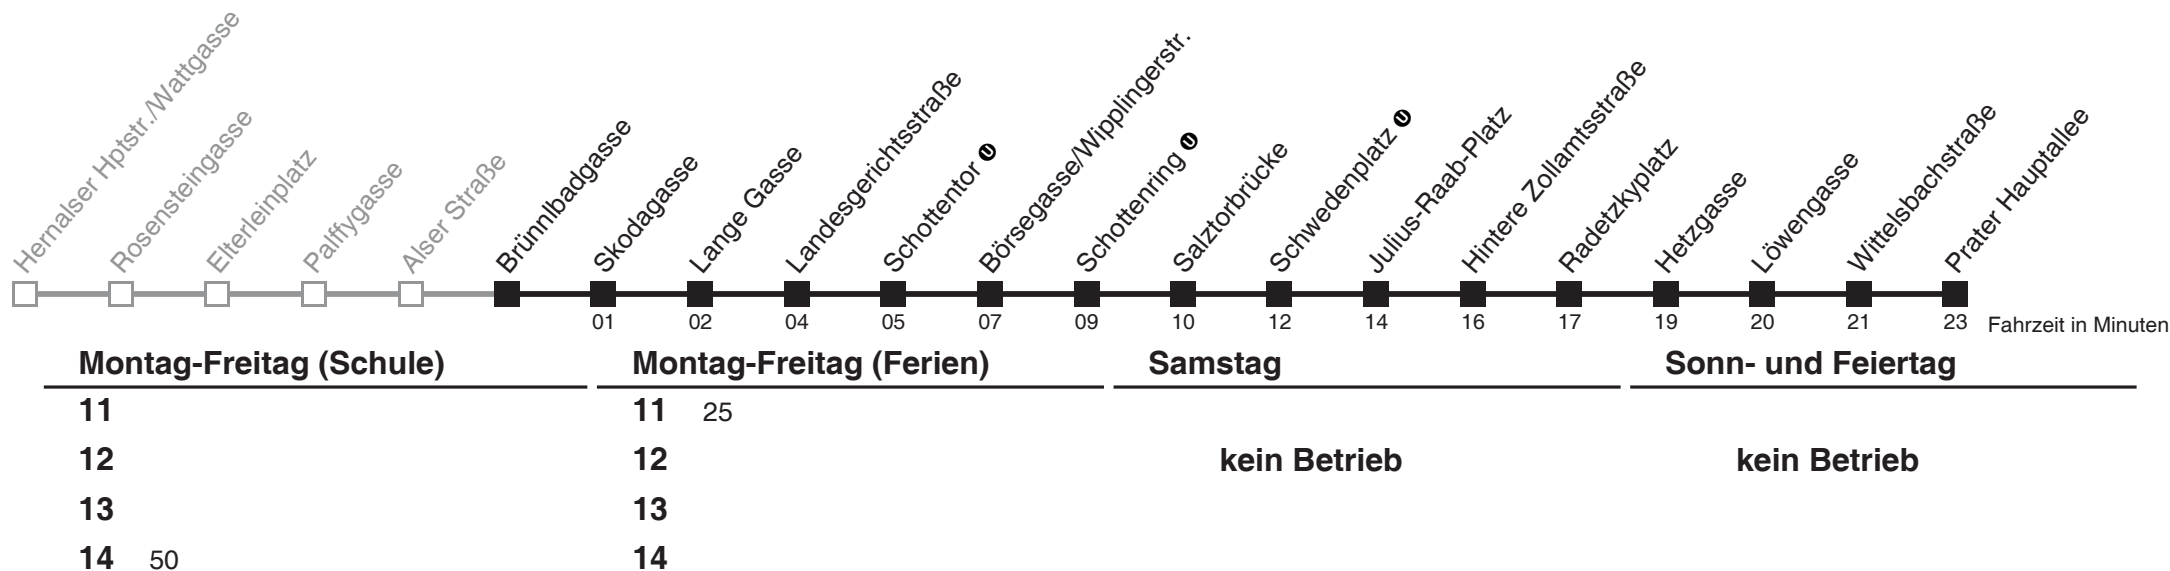 Hernalser Hptstr./Wattgasse
Rosensteingasse
Elterleinplatz
Palffygasse
Alser Straße
Brünnlbadgasse
Skodagasse
Lange Gasse
Landesgerichtsstraße
Schottentor U
Börsegasse/Wipplingerstr.
Schottenring U
Salztorbrücke
Schwedenplatz U
Julius-Raab-Platz
Hintere Zollamtsstraße
Radetzkyplatz
Hetzgasse
Löwengasse
Wittelsbachstraße
Prater Hauptallee
01 02 04 05 07 09 10 12 14 16 17 19 20 21 23 Fahrzeit in Minuten
Montag-Freitag (Schule) Montag-Freitag (Ferien) Samstag Sonn- und Feiertag
11 11 25
12 12 kein Betrieb kein Betrieb
13 13
14 50 14